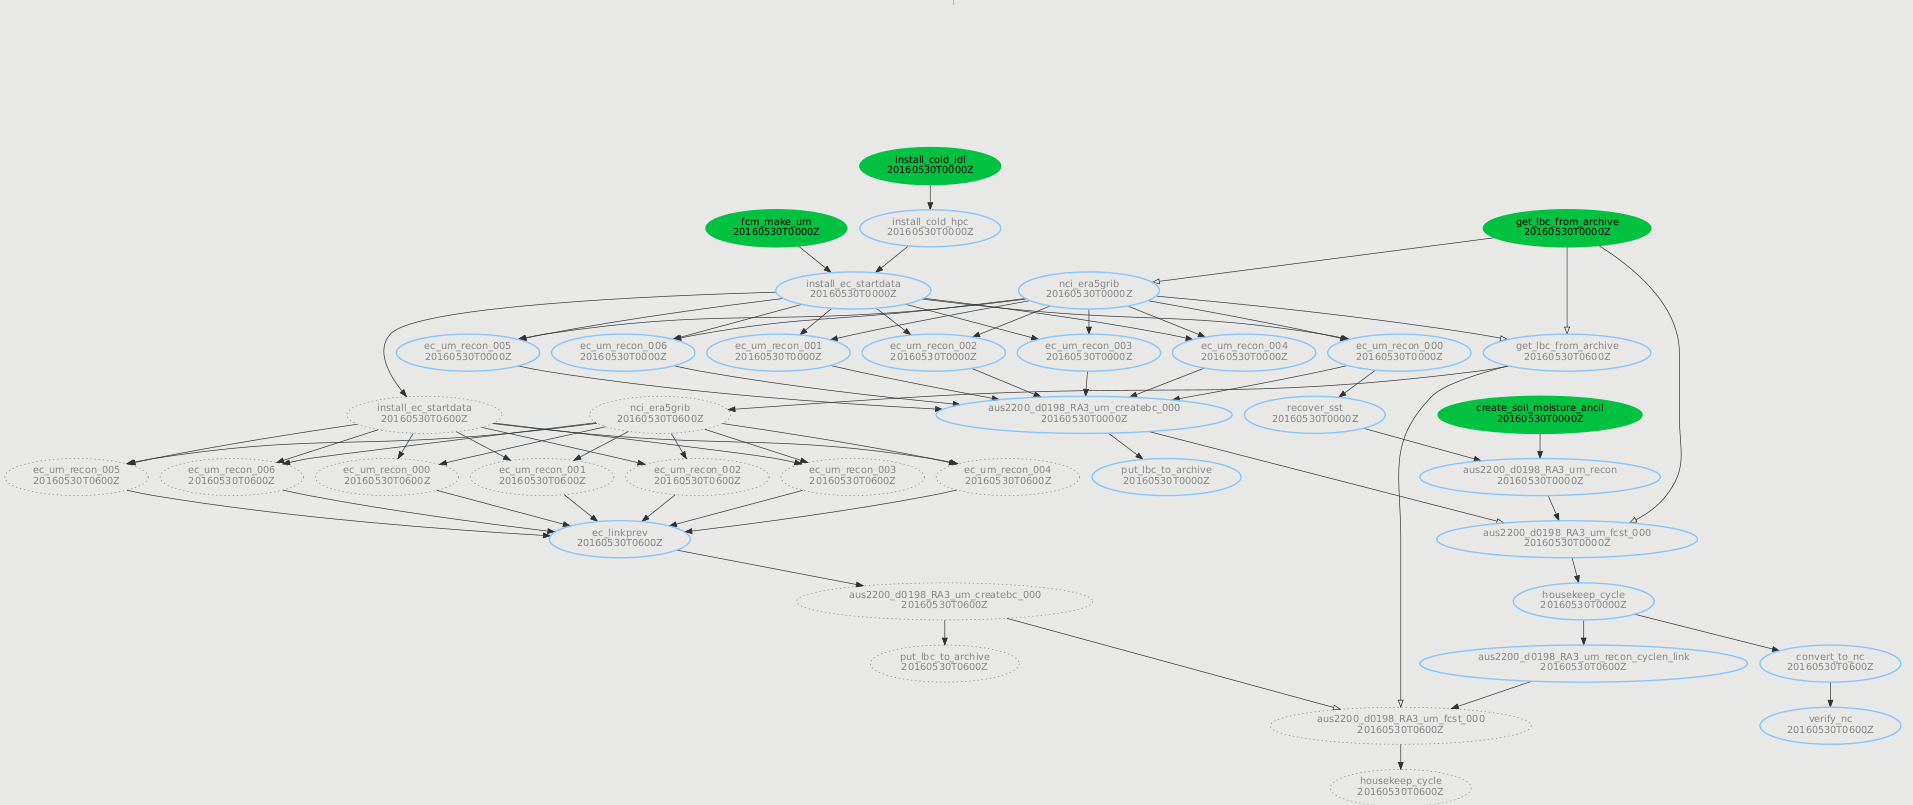 install_cold_idl
20160530T0000Z
fcm_make_um
20160530T0000Z
install_cold_hpc
20160530T0000Z
get_lbc_from_archive
20160530T0000Z
install_ec_startdata
20160530T0000Z
nci_era5grib
20160530T0000Z
ec_um_recon_005
20160530T0000Z
ec_um_recon_006
20160530T0000Z
ec_um_recon_001
20160530T0000Z
ec_um_recon_002
20160530T0000Z
ec_um_recon_003
20160530T0000Z
ec_um_recon_004
20160530T0000Z
ec_um_recon_000
20160530T0000Z
get_lbc_from_archive
20160530T0600Z
install_ec_startdata
20160530T0600Z
nci_era5grib
20160530T0600Z
aus2200_d0198_RA3_um_createbc_000
20160530T0000Z
recover_sst
20160530T0000Z
create_soil_moisture_ancil
20160530T0000Z
ec_um_recon_005
20160530T0600Z
ec_um_recon_006
20160530T0600Z
ec_um_recon_000
20160530T0600Z
ec_um_recon_001
20160530T0600Z
ec_um_recon_002
20160530T0600Z
ec_um_recon_003
20160530T0600Z
ec_um_recon_004
20160530T0600Z
put_lbc_to_archive
20160530T0000Z
aus2200_d0198_RA3_um_recon
20160530T0000Z
ec_linkprev
20160530T0600Z
aus2200_d0198_RA3_um_fcst_000
20160530T0000Z
aus2200_d0198_RA3_um_createbc_000
20160530T0600Z
housekeep_cycle
20160530T0000Z
put_lbc_to_archive
20160530T0600Z
aus2200_d0198_RA3_um_recon_cyclen_link
20160530T0600Z
convert_to_nc
20160530T0600Z
aus2200_d0198_RA3_um_fcst_000
20160530T0600Z
verify_nc
20160530T0600Z
housekeep_cycle
20160530T0600Z